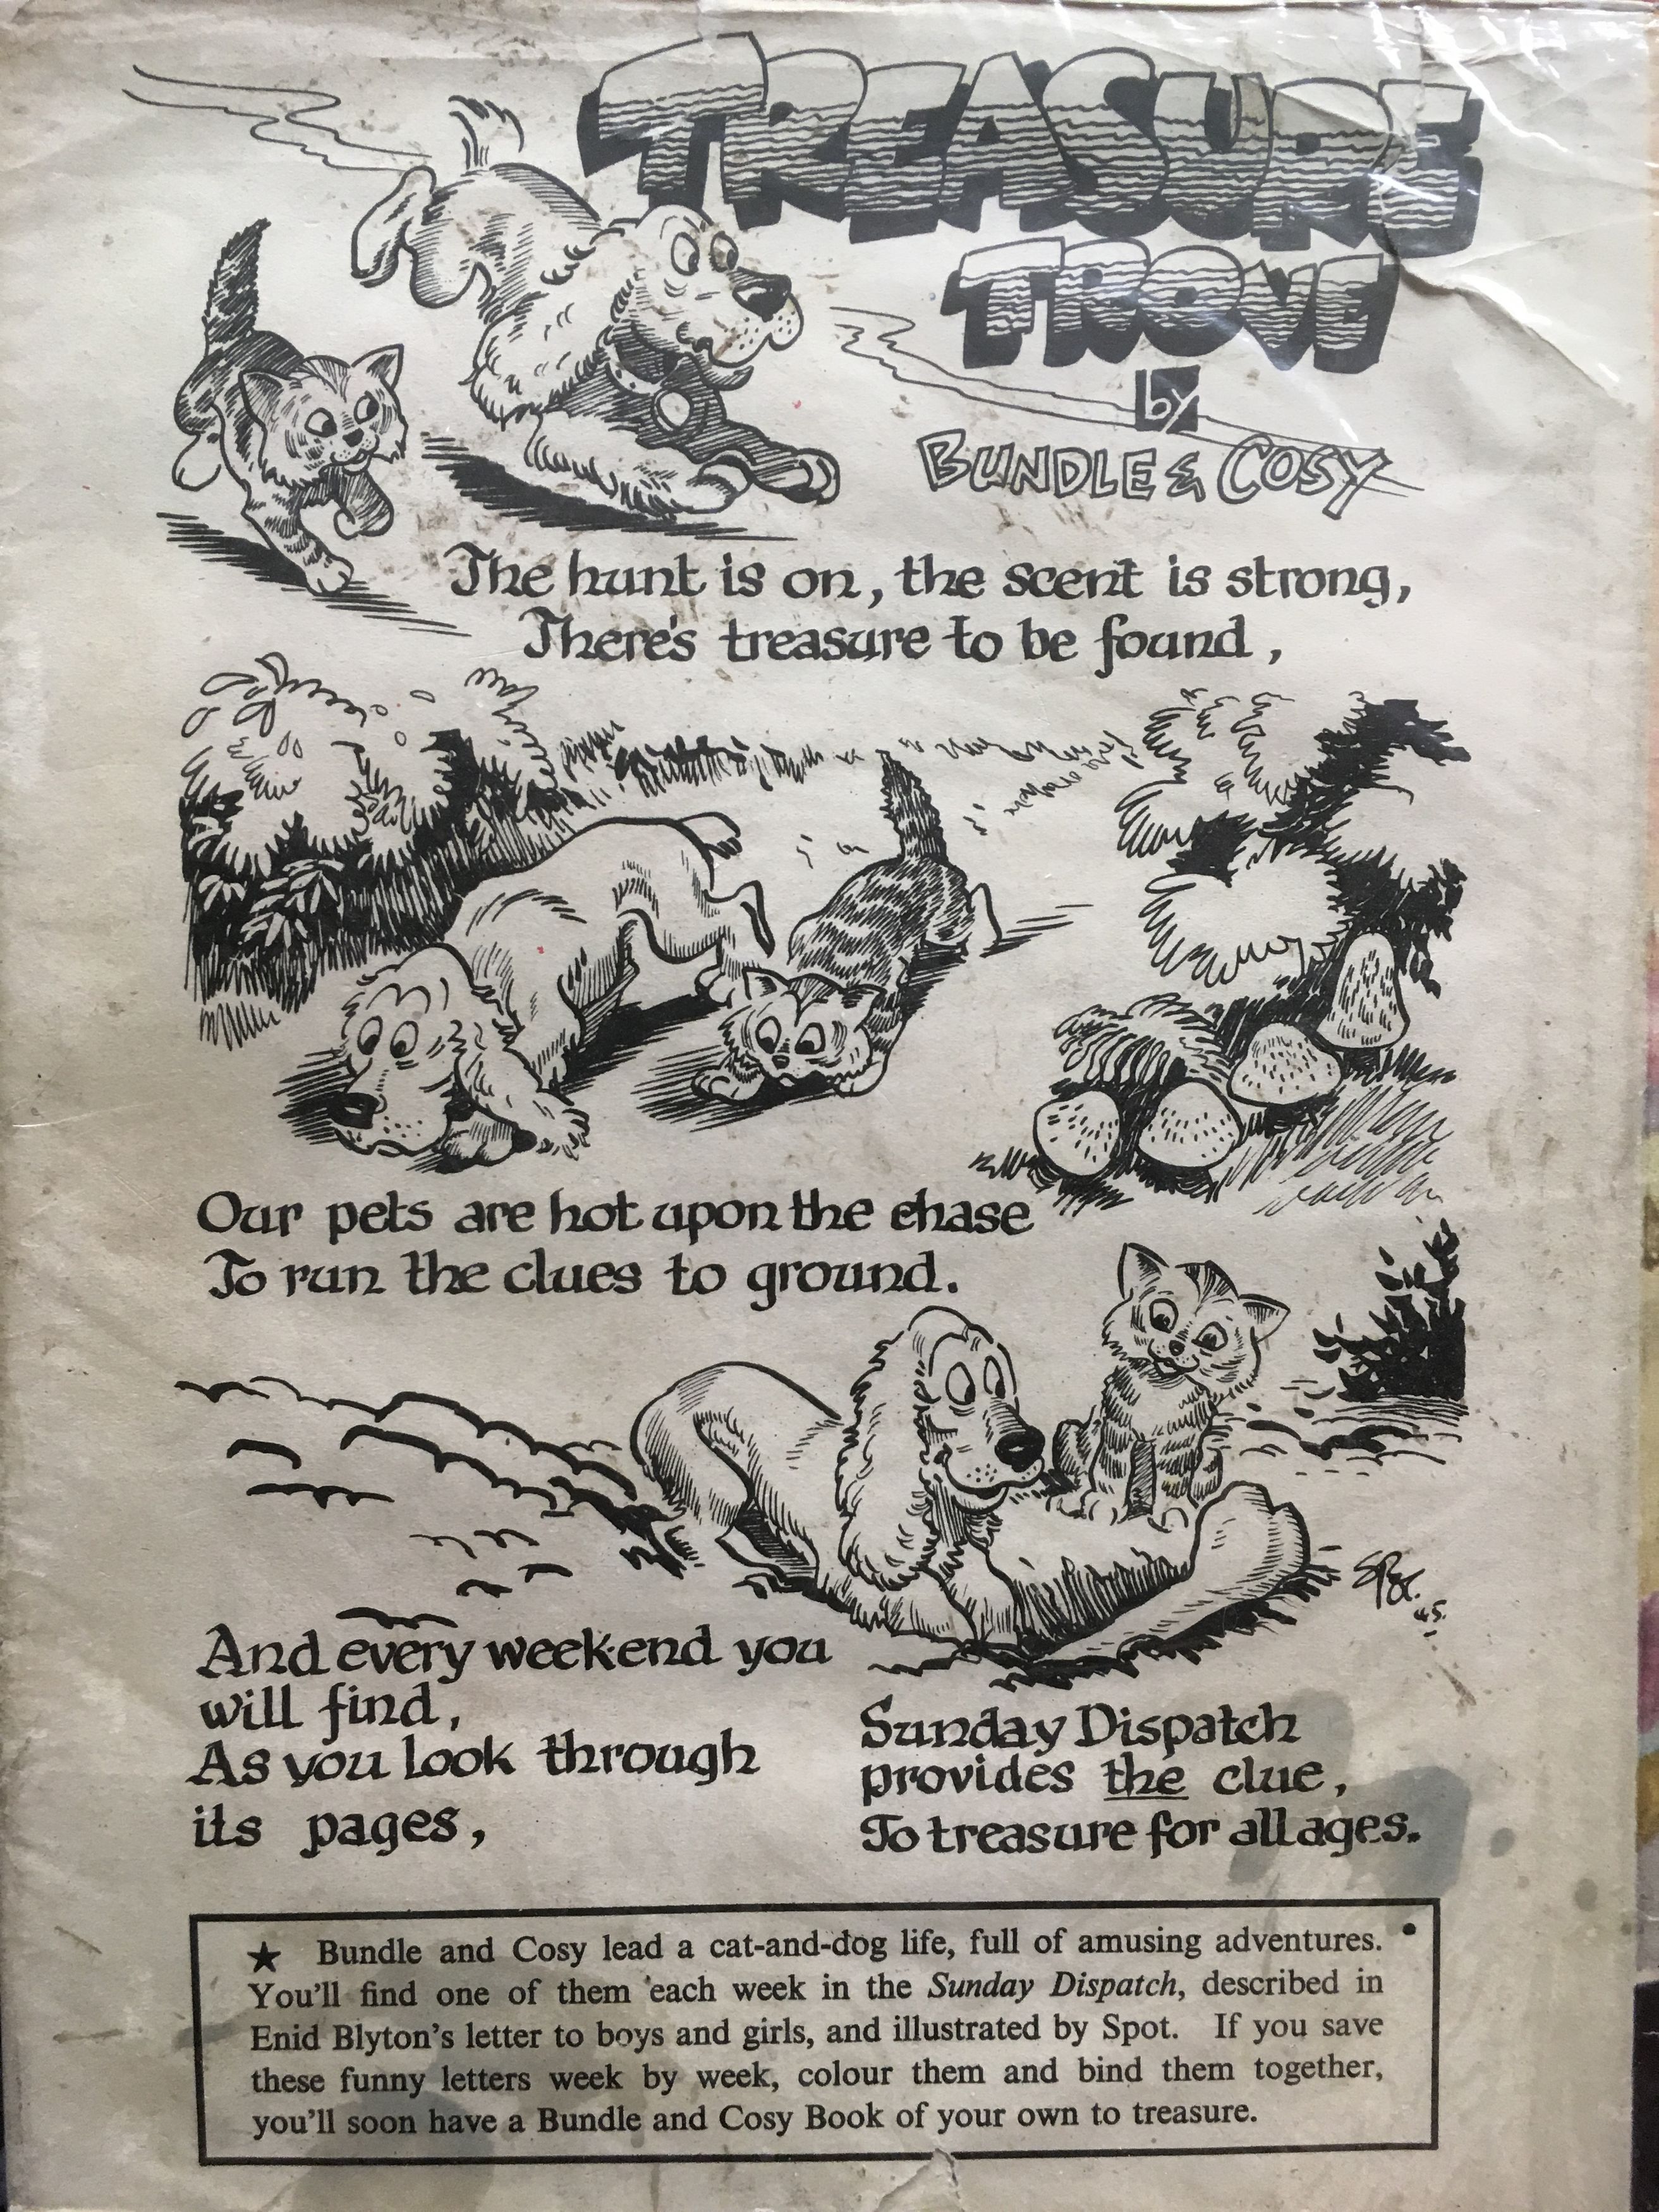 TREASURE
TROVE
by
BUNDLE & COSY
The hunt is on, the scent is strong,
There's treasure to be found,
Our pets are hot upon the chase
To run the clues to ground.
And every week-end you
will find,
As you look through
its pages,
Sunday Dispatch
provides the clue,
To treasure for all ages.
SPOT.
★ Bundle and Cosy lead a cat-and-dog life, full of amusing adventures.
You'll find one of them each week in the Sunday Dispatch, described in
Enid Blyton's letter to boys and girls, and illustrated by Spot. If you save
these funny letters week by week, colour them and bind them together,
you'll soon have a Bundle and Cosy Book of your own to treasure.